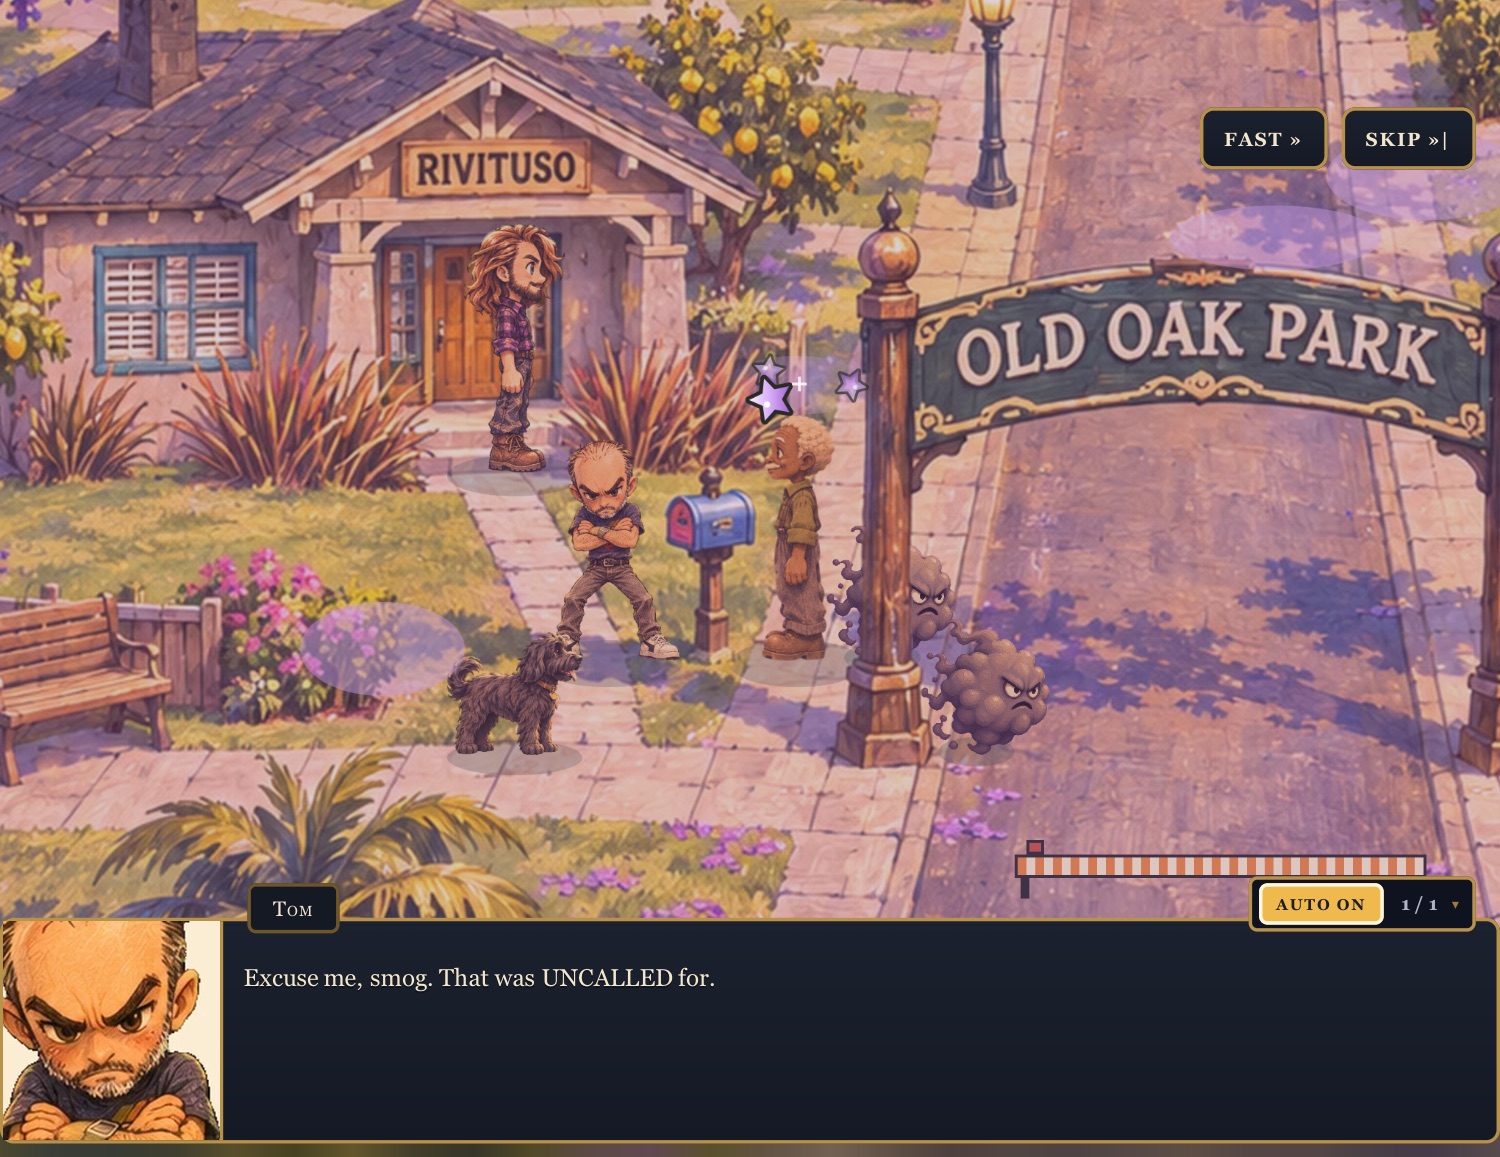 FAST »
SKIP »|
RIVITUSO
OLD OAK PARK
Tom
AUTO ON
1 / 1 ▼
Excuse me, smog. That was UNCALLED for.